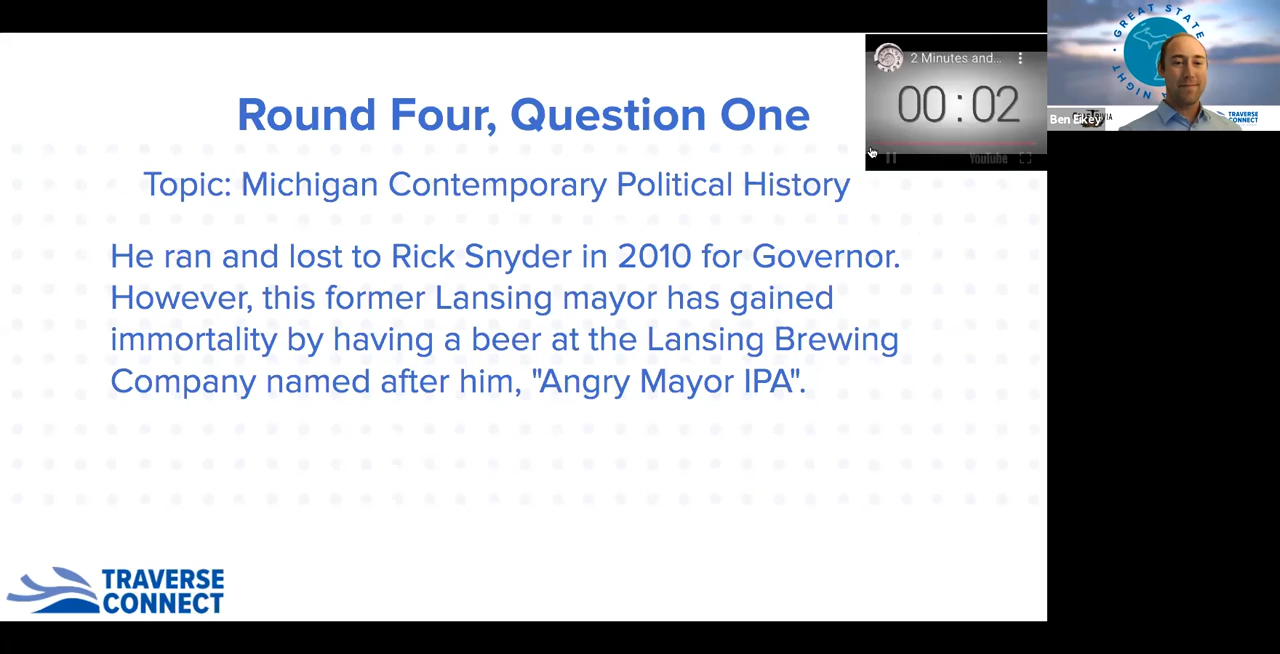 Round Four, Question One
Topic: Michigan Contemporary Political History
He ran and lost to Rick Snyder in 2010 for Governor.
However, this former Lansing mayor has gained
immortality by having a beer at the Lansing Brewing
Company named after him, "Angry Mayor IPA".
2 Minutes and...
00:02
YouTube
GREAT STATE
NIGHT
Ben Eikey
TRAVERSE
CONNECT
TRAVERSE
CONNECT